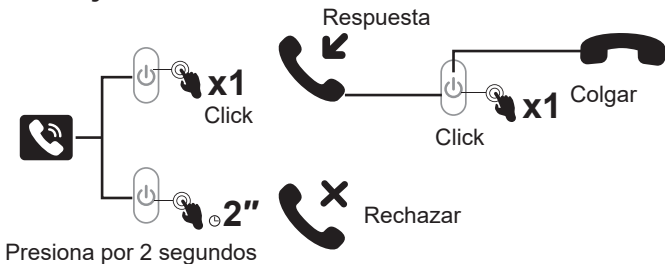 Respuesta
x1
Click
x1
Colgar
Click
2"
Rechazar
Presiona por 2 segundos